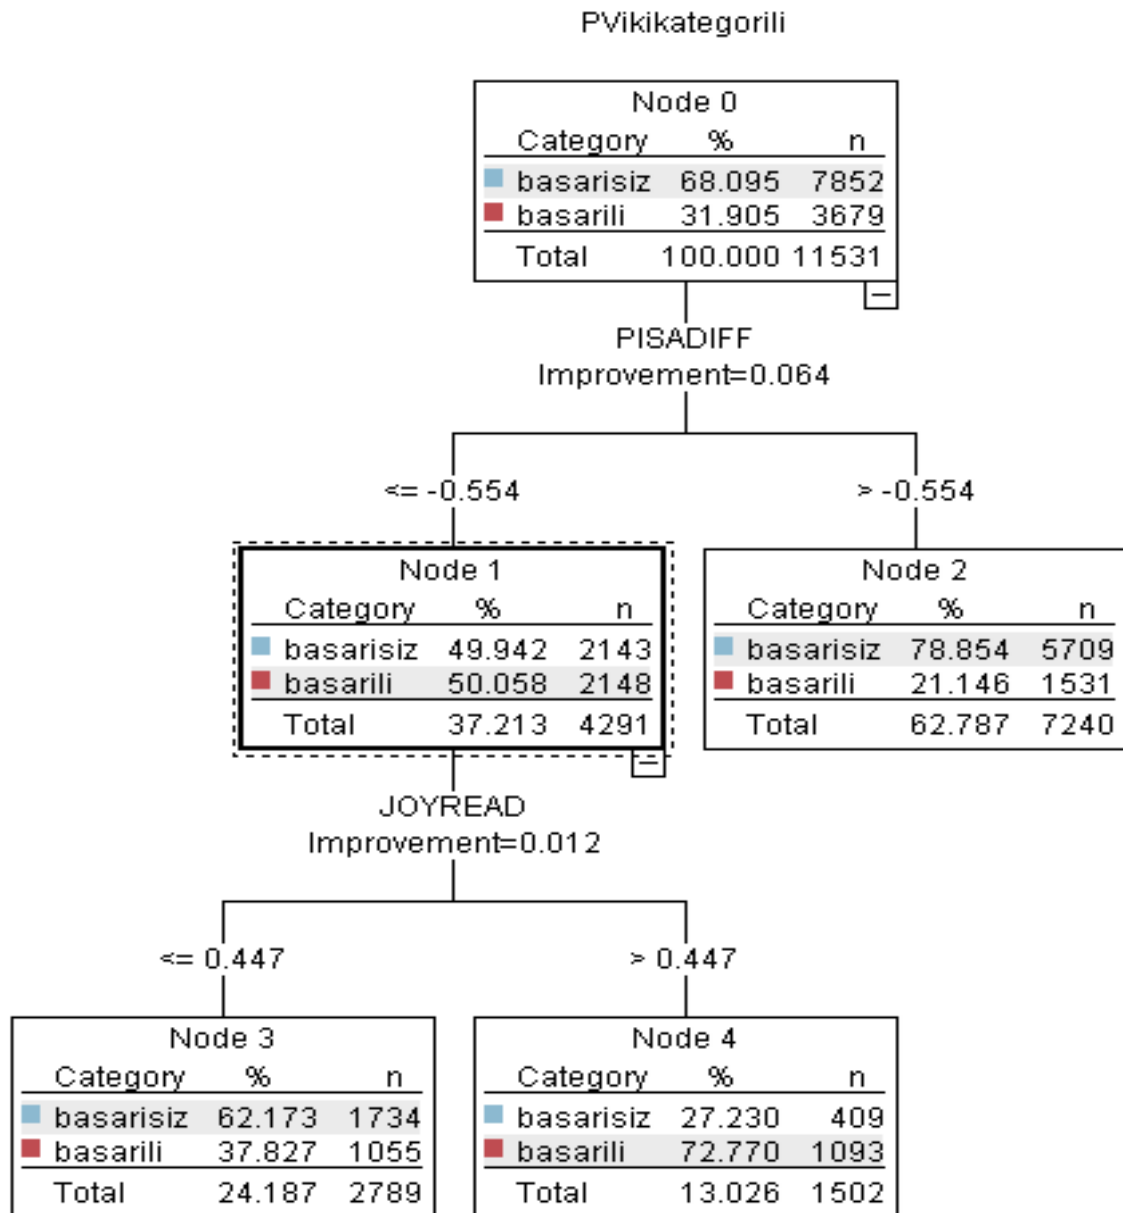 PVikikategorili
Node 0
Category % n
basarisiz 68.095 7852
basarili 31.905 3679
Total 100.000 11531
PISADIFF
Improvement=0.064
<= -0.554
> -0.554
Node 1
Category % n
basarisiz 49.942 2143
basarili 50.058 2148
Total 37.213 4291
Node 2
Category % n
basarisiz 78.854 5709
basarili 21.146 1531
Total 62.787 7240
JOYREAD
Improvement=0.012
<= 0.447
> 0.447
Node 3
Category % n
basarisiz 62.173 1734
basarili 37.827 1055
Total 24.187 2789
Node 4
Category % n
basarisiz 27.230 409
basarili 72.770 1093
Total 13.026 1502